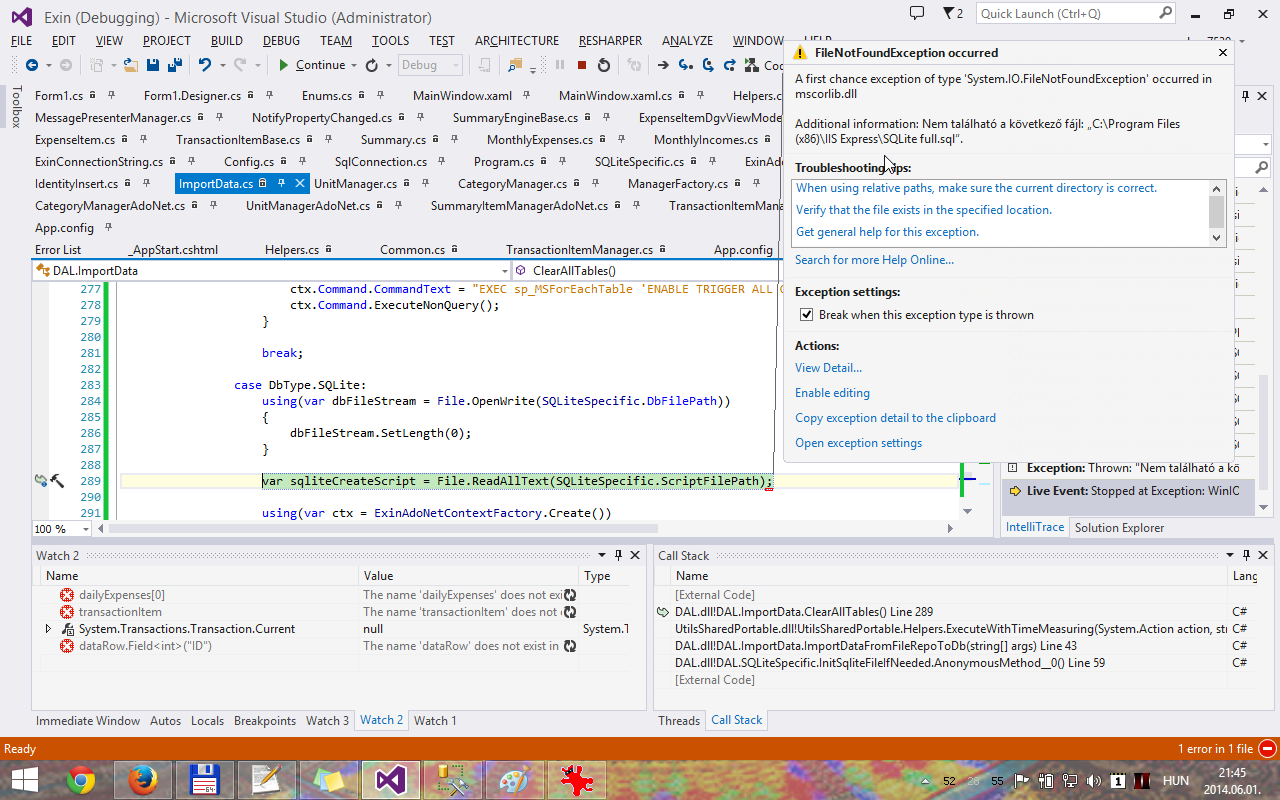 Exin (Debugging) - Microsoft Visual Studio (Administrator)
2
Quick Launch (Ctrl+Q)
FILE EDIT VIEW PROJECT BUILD DEBUG TEAM TOOLS TEST ARCHITECTURE RESHARPER ANALYZE WINDOW HELP
Continue Debug
Toolbox
Form1.cs Form1.Designer.cs Enums.cs MainWindow.xaml MainWindow.xaml.cs Helpers.c
MessagePresenterManager.cs NotifyPropertyChanged.cs SummaryEngineBase.cs ExpenseItemDgvViewMode
ExpenseItem.cs TransactionItemBase.cs Summary.cs MonthlyExpenses.cs MonthlyIncomes.cs
ExinConnectionString.cs Config.cs SqlConnection.cs Program.cs SQLiteSpecific.cs ExinAdo
IdentityInsert.cs ImportData.cs UnitManager.cs CategoryManager.cs ManagerFactory.cs
CategoryManagerAdoNet.cs UnitManagerAdoNet.cs SummaryItemManagerAdoNet.cs TransactionItemMan
App.config
Error List _AppStart.cshtml Helpers.cs Common.cs TransactionItemManager.cs App.config
DAL.ImportData ClearAllTables()
277 ctx.Command.CommandText = "EXEC sp_MSForEachTable 'ENABLE TRIGGER ALL
278 ctx.Command.ExecuteNonQuery();
279 }
280
281 break;
282
283 case DbType.SQLite:
284 using(var dbFileStream = File.OpenWrite(SQLiteSpecific.DbFilePath))
285 {
286 dbFileStream.SetLength(0);
287 }
288
289 var sqliteCreateScript = File.ReadAllText(SQLiteSpecific.ScriptFilePath);
290
291 using(var ctx = ExinAdoNetContextFactory.Create())
100 %
FileNotFoundException occurred
A first chance exception of type 'System.IO.FileNotFoundException' occurred in
mscorlib.dll
Additional information: Nem található a következő fájl: „C:\Program Files
(x86)\IIS Express\SQLite full.sql”.
Troubleshooting tips:
When using relative paths, make sure the current directory is correct.
Verify that the file exists in the specified location.
Get general help for this exception.
Search for more Help Online...
Exception settings:
Break when this exception type is thrown
Actions:
View Detail...
Enable editing
Copy exception detail to the clipboard
Open exception settings
Exception: Thrown: "Nem található a kö
Live Event: Stopped at Exception: WinIC
IntelliTrace Solution Explorer
Watch 2
Name Value Type
dailyExpenses[0] The name 'dailyExpenses' does not exi
transactionItem The name 'transactionItem' does not
System.Transactions.Transaction.Current null System.T
dataRow.Field<int>("ID") The name 'dataRow' does not exist in
Immediate Window Autos Locals Breakpoints Watch 3 Watch 2 Watch 1
Call Stack
Name Lang
[External Code]
DAL.dll!DAL.ImportData.ClearAllTables() Line 289 C#
UtilsSharedPortable.dll!UtilsSharedPortable.Helpers.ExecuteWithTimeMeasuring(System.Action action, str C#
DAL.dll!DAL.ImportData.ImportDataFromFileRepoToDb(string[] args) Line 43 C#
DAL.dll!DAL.SQLiteSpecific.InitSqliteFileIfNeeded.AnonymousMethod__0() Line 59 C#
[External Code]
Threads Call Stack
Ready
1 error in 1 file
64
52 28 55 1 HUN
21:45
2014.06.01.